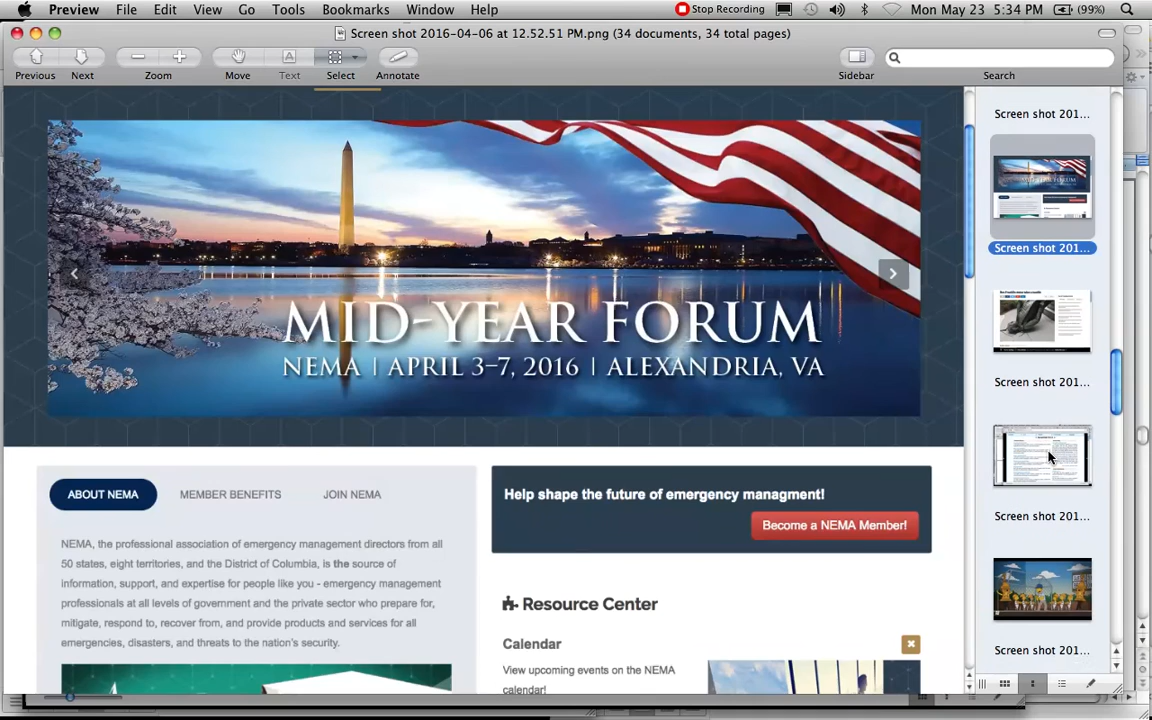 Preview File Edit View Go Tools Bookmarks Window Help Stop Recording Mon May 23 5:34 PM (99%)
Screen shot 2016-04-06 at 12.52.51 PM.png (34 documents, 34 total pages)
Previous Next Zoom Move Text Select Annotate Sidebar Search
Screen shot 201...
MID-YEAR FORUM
NEMA | APRIL 3–7, 2016 | ALEXANDRIA, VA
Screen shot 201...
Screen shot 201...
Screen shot 201...
Screen shot 201...
ABOUT NEMA MEMBER BENEFITS JOIN NEMA
NEMA, the professional association of emergency management directors from all
50 states, eight territories, and the District of Columbia, is the source of
information, support, and expertise for people like you - emergency management
professionals at all levels of government and the private sector who prepare for,
mitigate, respond to, recover from, and provide products and services for all
emergencies, disasters, and threats to the nation's security.
Help shape the future of emergency managment!
Become a NEMA Member!
Resource Center
Calendar
View upcoming events on the NEMA
calendar!